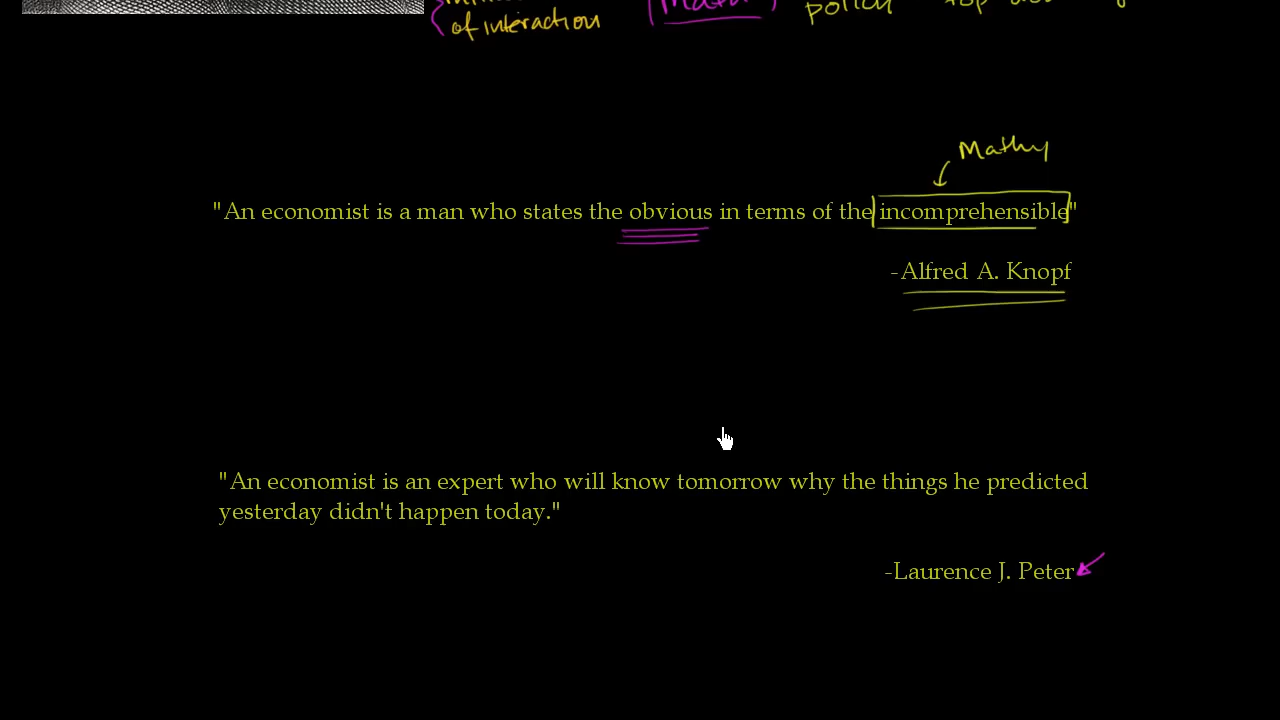 of interaction
Math
policy
Mathy
"An economist is a man who states the obvious in terms of the incomprehensible"
-Alfred A. Knopf
"An economist is an expert who will know tomorrow why the things he predicted
yesterday didn't happen today."
-Laurence J. Peter